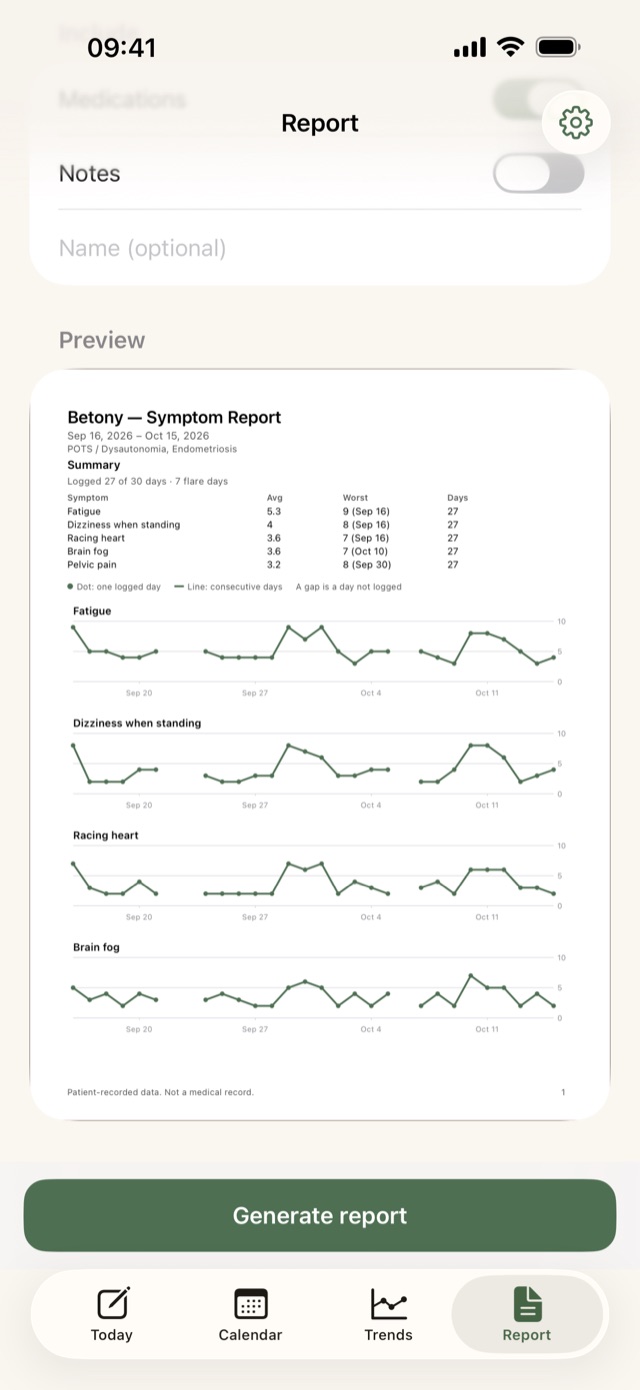 09:41
Include
Medications
Report
Notes
Name (optional)
Preview
Betony — Symptom Report
Sep 16, 2026 – Oct 15, 2026
POTS / Dysautonomia, Endometriosis
Summary
Logged 27 of 30 days · 7 flare days
Symptom Avg Worst Days
Fatigue 5.3 9 (Sep 16) 27
Dizziness when standing 4 8 (Sep 16) 27
Racing heart 3.6 7 (Sep 16) 27
Brain fog 3.6 7 (Oct 10) 27
Pelvic pain 3.2 8 (Sep 30) 27
Dot: one logged day Line: consecutive days A gap is a day not logged
Fatigue
10
5
0
Sep 20 Sep 27 Oct 4 Oct 11
Dizziness when standing
10
5
0
Sep 20 Sep 27 Oct 4 Oct 11
Racing heart
10
5
0
Sep 20 Sep 27 Oct 4 Oct 11
Brain fog
10
5
0
Sep 20 Sep 27 Oct 4 Oct 11
Patient-recorded data. Not a medical record. 1
Generate report
Today Calendar Trends Report